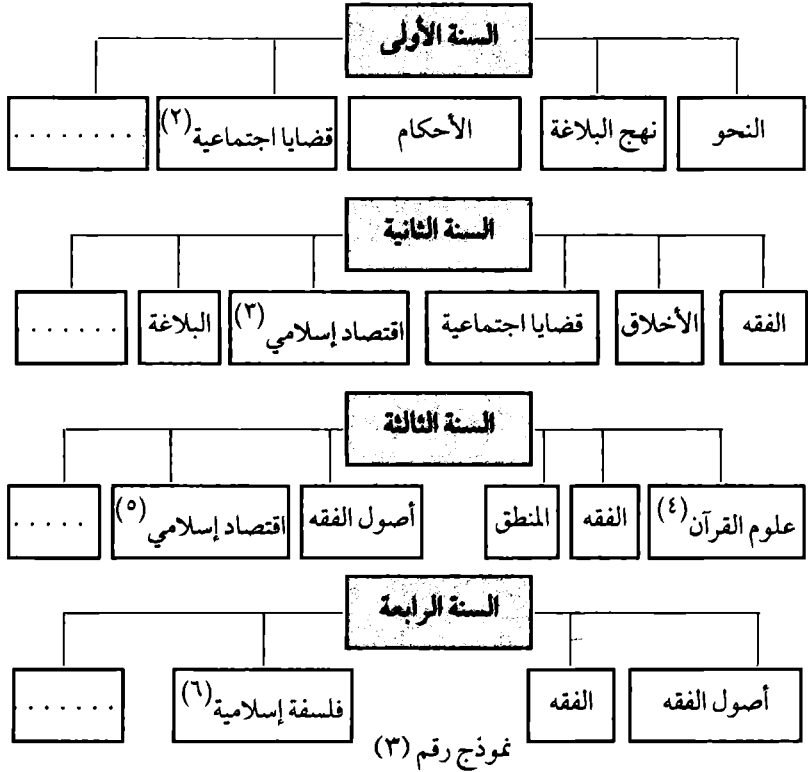 السنة الأولى
النحو نهج البلاغة الأحكام قضايا اجتماعية (٢) ........
السنة الثانية
الفقه الأخلاق قضايا اجتماعية اقتصاد إسلامي (٣) البلاغة ......
السنة الثالثة
علوم القرآن (٤) الفقه المنطق أصول الفقه اقتصاد إسلامي (٥) .....
السنة الرابعة
أصول الفقه الفقه فلسفة إسلامية (٦) ......
نموذج رقم (٣)